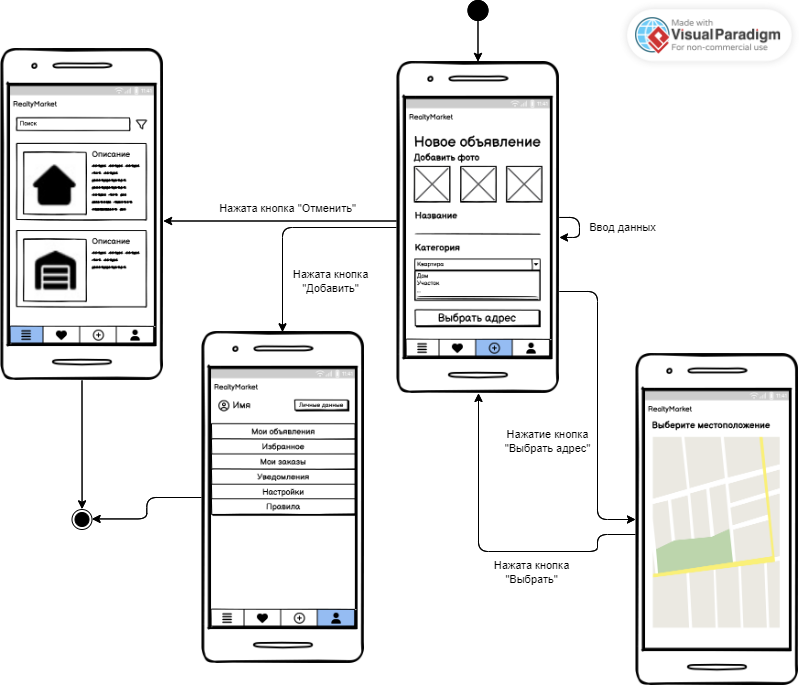 Made with
VisualParadigm
For non-commercial use
RealtyMarket
Поиск
Описание
Описание
RealtyMarket
Новое объявление
Добавить фото
Название
Категория
Квартира
Дом
Участок
...
Выбрать адрес
Ввод данных
Нажата кнопка "Отменить"
Нажата кнопка
"Добавить"
RealtyMarket
Имя
Личные данные
Мои объявления
Избранное
Мои заказы
Уведомления
Настройки
Правила
Нажатие кнопка
"Выбрать адрес"
Нажата кнопка
"Выбрать"
RealtyMarket
Выберите местоположение